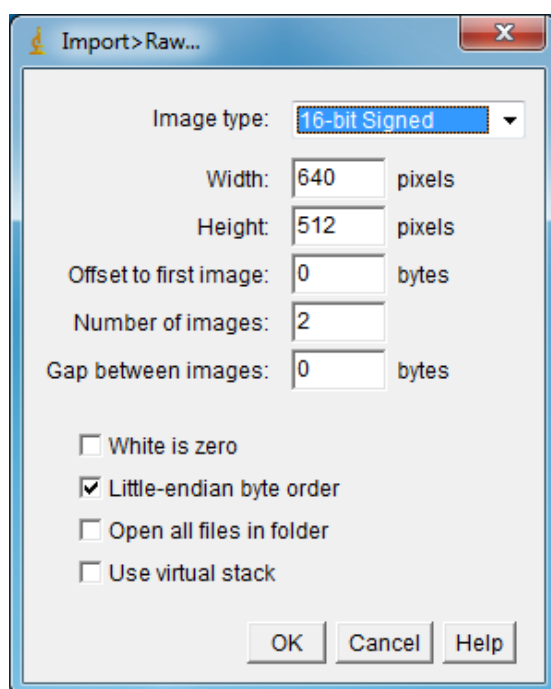 Import>Raw...
X
Image type: 16-bit Signed
Width: 640 pixels
Height: 512 pixels
Offset to first image: 0 bytes
Number of images: 2
Gap between images: 0 bytes
White is zero
Little-endian byte order
Open all files in folder
Use virtual stack
OK Cancel Help